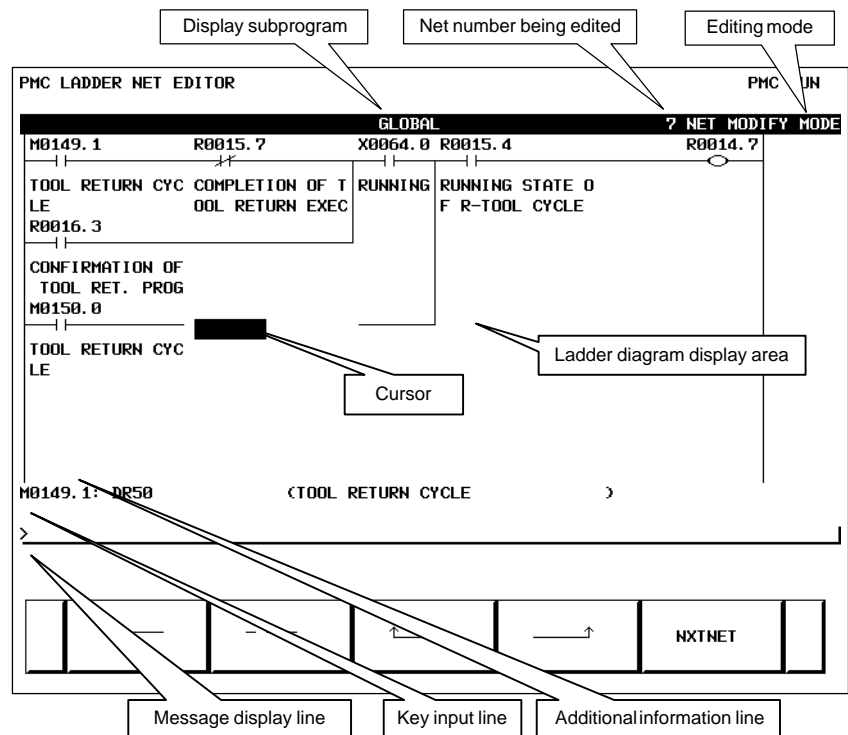 Display subprogram
Net number being edited
Editing mode
PMC LADDER NET EDITOR
PMC UN
GLOBAL
7 NET MODIFY MODE
M0149.1
R0015.7
X0064.0
R0015.4
R0014.7
TOOL RETURN CYC
LE
COMPLETION OF T
OOL RETURN EXEC
RUNNING
RUNNING STATE O
F R-TOOL CYCLE
R0016.3
CONFIRMATION OF
TOOL RET. PROG
M0150.0
TOOL RETURN CYC
LE
Ladder diagram display area
Cursor
M0149.1: DR50 (TOOL RETURN CYCLE )
>
NXTNET
Message display line
Key input line
Additional information line